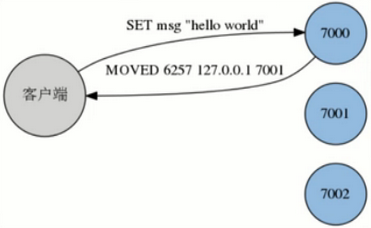 SET msg "hello world"
7000
MOVED 6257 127.0.0.1 7001
客户端
7001
7002